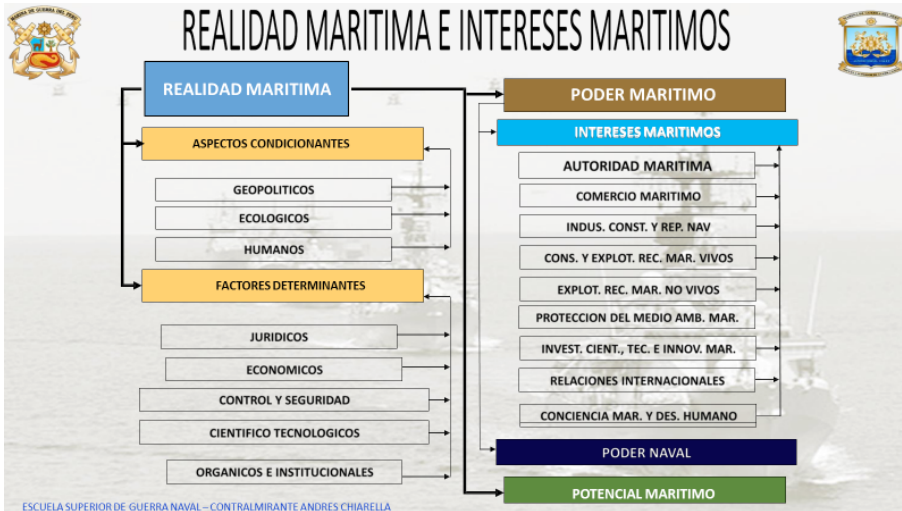 REALIDAD MARITIMA E INTERESES MARITIMOS
REALIDAD MARITIMA
ASPECTOS CONDICIONANTES
GEOPOLITICOS
ECOLOGICOS
HUMANOS
FACTORES DETERMINANTES
JURIDICOS
ECONOMICOS
CONTROL Y SEGURIDAD
CIENTIFICO TECNOLOGICOS
ORGANICOS E INSTITUCIONALES
PODER MARITIMO
INTERESES MARITIMOS
AUTORIDAD MARITIMA
COMERCIO MARITIMO
INDUS. CONST. Y REP. NAV
CONS. Y EXPLOT. REC. MAR. VIVOS
EXPLOT. REC. MAR. NO VIVOS
PROTECCION DEL MEDIO AMB. MAR.
INVEST. CIENT., TEC. E INNOV. MAR.
RELACIONES INTERNACIONALES
CONCIENCIA MAR. Y DES. HUMANO
PODER NAVAL
POTENCIAL MARITIMO
ESCUELA SUPERIOR DE GUERRA NAVAL – CONTRALMIRANTE ANDRES CHIARELLA